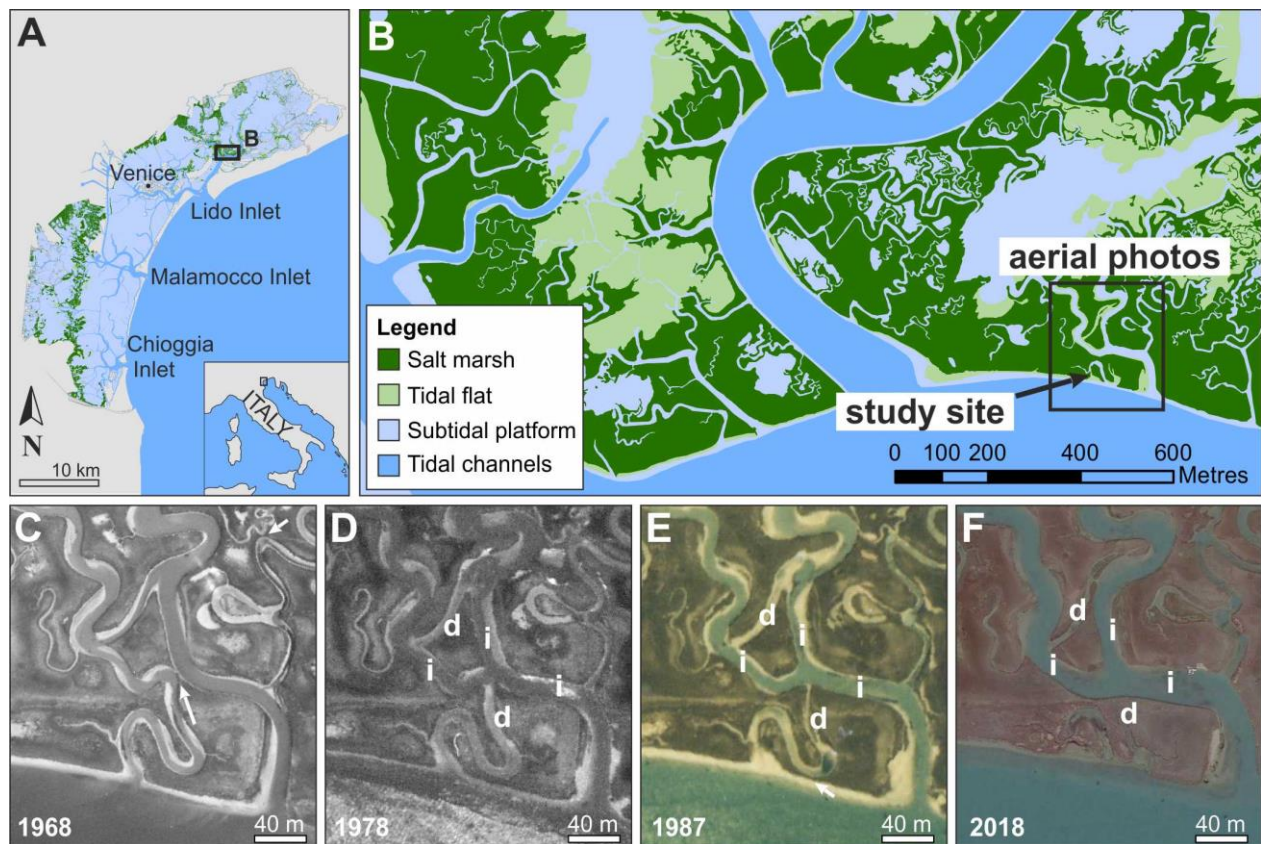 A
B
Venice
Lido Inlet
Malamocco Inlet
Chioggia
Inlet
N
10 km
ITALY
B
Legend
Salt marsh
Tidal flat
Subtidal platform
Tidal channels
aerial photos
study site
0 100 200 400 600
Metres
C
1968
40 m
D
d
i
i
i
d
1978
40 m
E
d
i
i
i
d
1987
40 m
F
d
i
i
i
d
2018
40 m